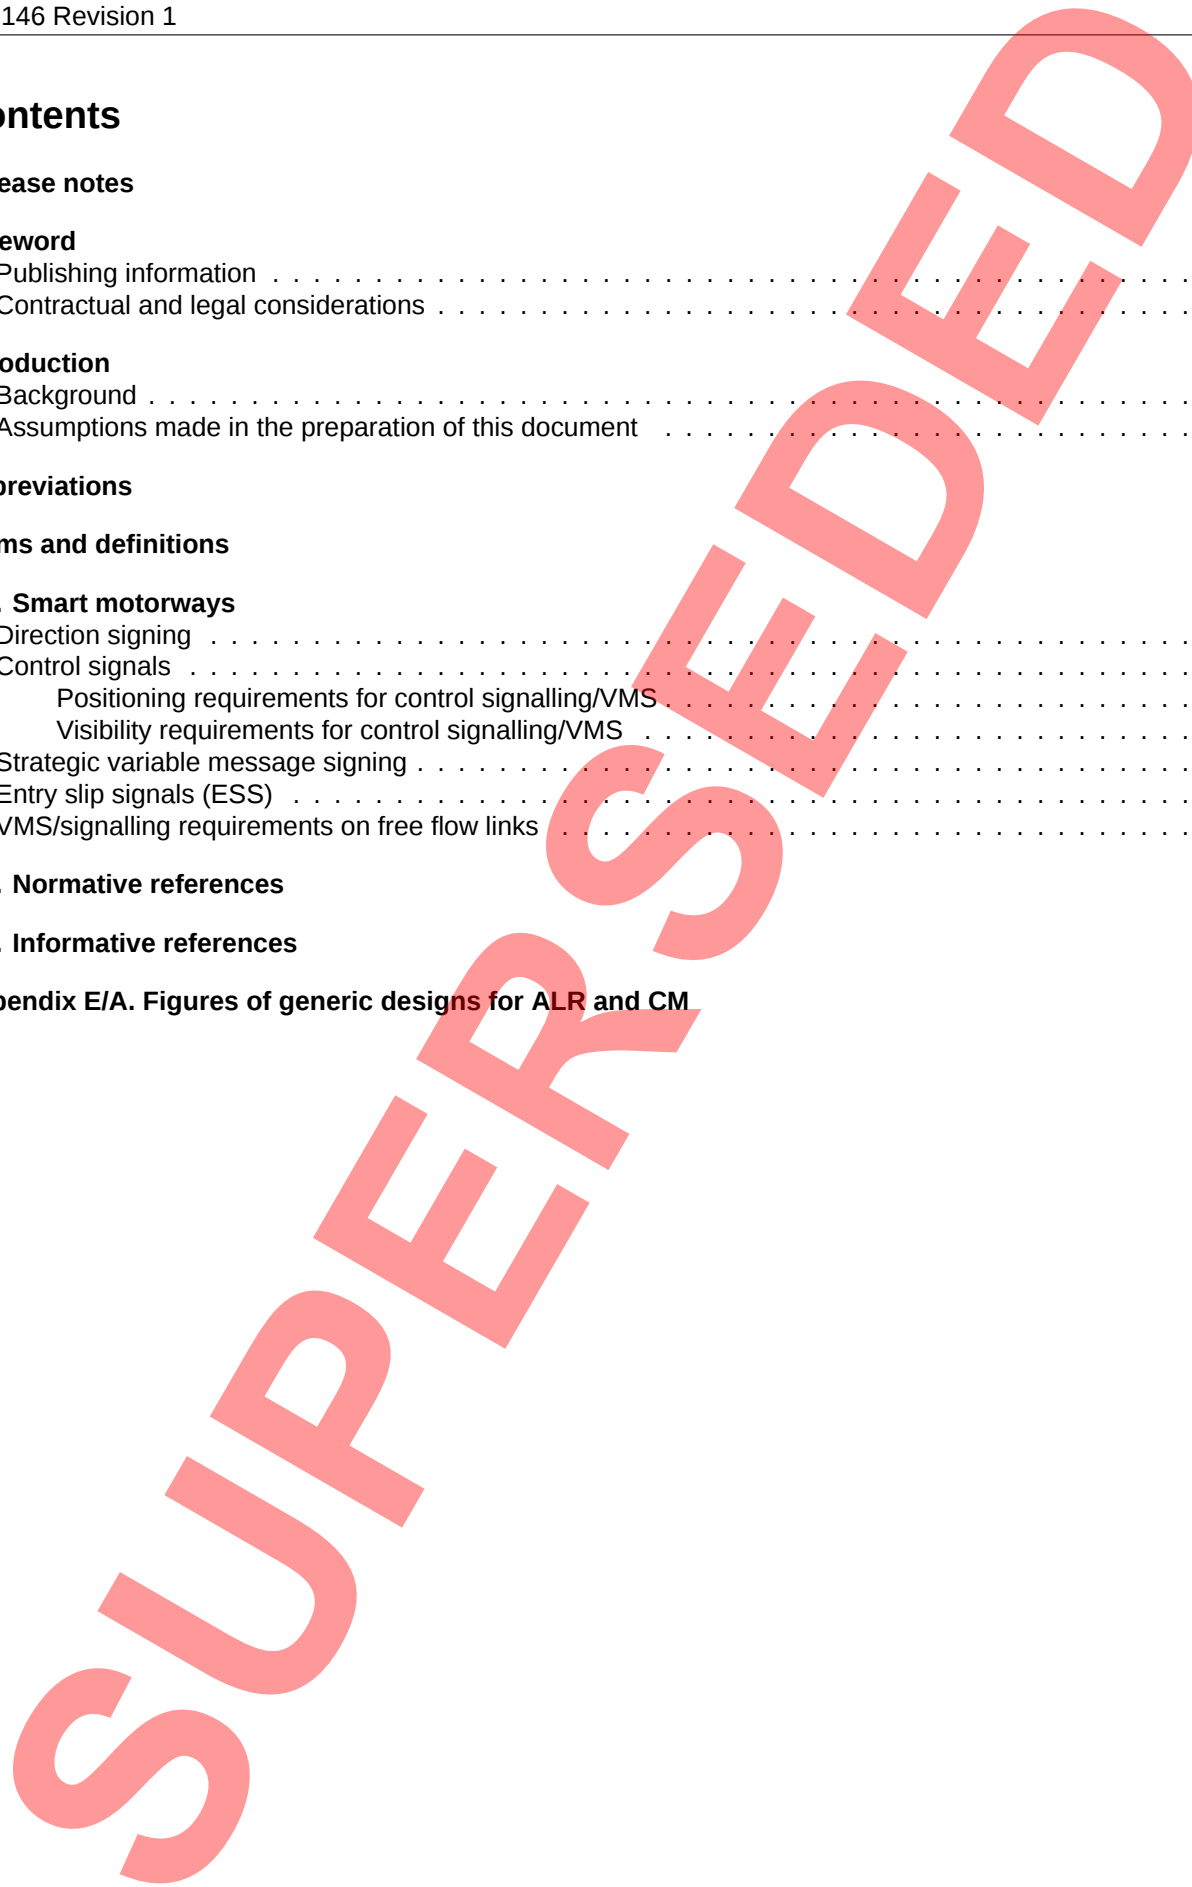 146 Revision 1
ontents
ease notes
eword
Publishing information . . . . . . . . . . . . . . . . . . . . . . . . . . . . . . . . . . . . . . . . . . . . .
Contractual and legal considerations . . . . . . . . . . . . . . . . . . . . . . . . . . . . . . . . . . . . .
oduction
Background . . . . . . . . . . . . . . . . . . . . . . . . . . . . . . . . . . . . . . . . . . . . . . . . . . .
Assumptions made in the preparation of this document . . . . . . . . . . . . . . . . . . . . . . . . . .
breviations
ms and definitions
. Smart motorways
Direction signing . . . . . . . . . . . . . . . . . . . . . . . . . . . . . . . . . . . . . . . . . . . . . . . .
Control signals . . . . . . . . . . . . . . . . . . . . . . . . . . . . . . . . . . . . . . . . . . . . . . . . .
Positioning requirements for control signalling/VMS . . . . . . . . . . . . . . . . . . . . . . . . . .
Visibility requirements for control signalling/VMS . . . . . . . . . . . . . . . . . . . . . . . . . . .
Strategic variable message signing . . . . . . . . . . . . . . . . . . . . . . . . . . . . . . . . . . . . . .
Entry slip signals (ESS) . . . . . . . . . . . . . . . . . . . . . . . . . . . . . . . . . . . . . . . . . . . .
VMS/signalling requirements on free flow links . . . . . . . . . . . . . . . . . . . . . . . . . . . . . . .
. Normative references
. Informative references
pendix E/A. Figures of generic designs for ALR and CM
SUPERSEDED